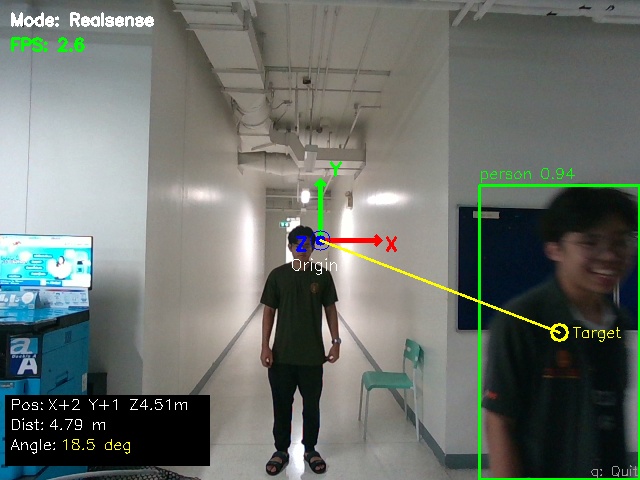 Mode: Realsense
FPS: 2.6
person 0.94
Y
Z
X
Origin
Target
a
A
Double A
Pos: X+2 Y+1 Z4.51m
Dist: 4.79 m
Angle: 18.5 deg
q: Quit